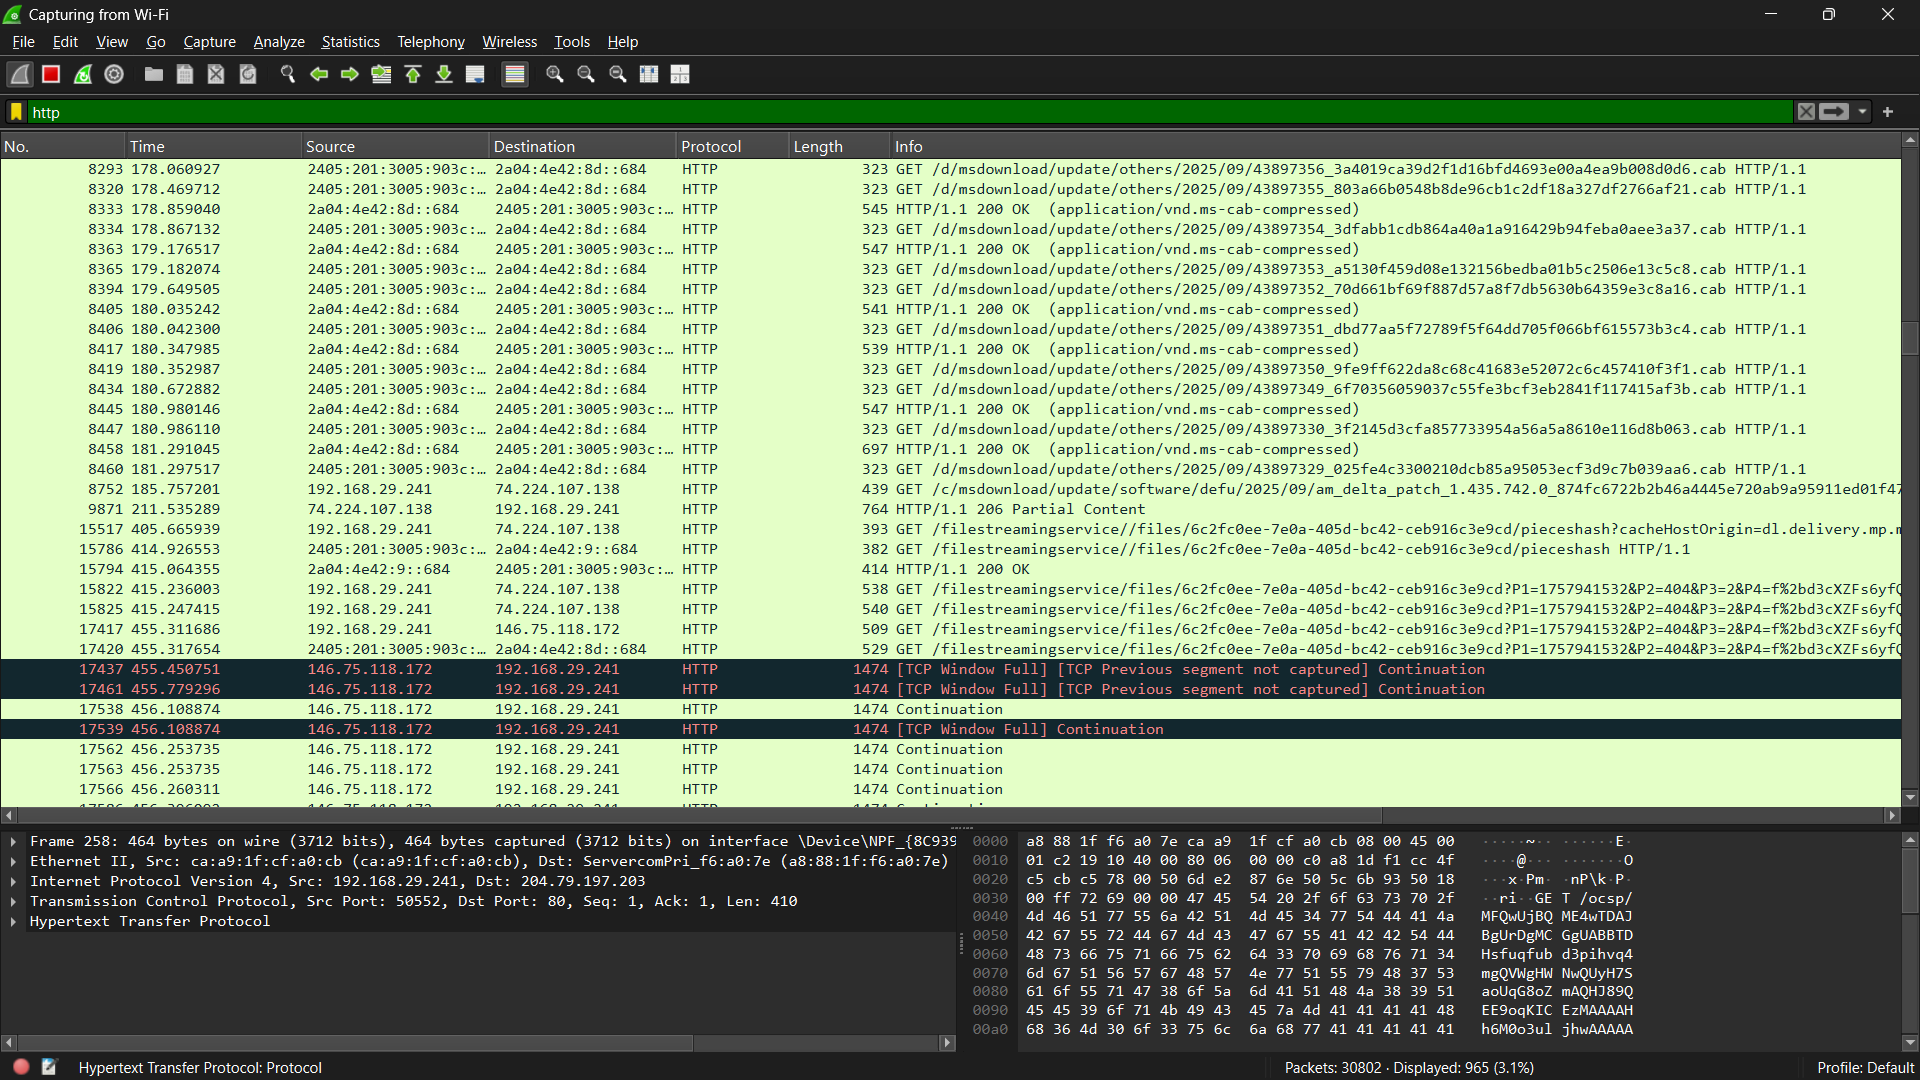 Capturing from Wi-Fi
File Edit View Go Capture Analyze Statistics Telephony Wireless Tools Help
http
No. Time Source Destination Protocol Length Info
8293 178.060927 2405:201:3005:903c:… 2a04:4e42:8d::684 HTTP 323 GET /d/msdownload/update/others/2025/09/43897356_3a4019ca39d2f1d16bfd4693e00a4ea9b008d0d6.cab HTTP/1.1
8320 178.469712 2405:201:3005:903c:… 2a04:4e42:8d::684 HTTP 323 GET /d/msdownload/update/others/2025/09/43897355_803a66b0548b8de96cb1c2df18a327df2766af21.cab HTTP/1.1
8333 178.859040 2a04:4e42:8d::684 2405:201:3005:903c:… HTTP 545 HTTP/1.1 200 OK (application/vnd.ms-cab-compressed)
8334 178.867132 2405:201:3005:903c:… 2a04:4e42:8d::684 HTTP 323 GET /d/msdownload/update/others/2025/09/43897354_3dfabb1cdb864a40a1a916429b94feba0aee3a37.cab HTTP/1.1
8363 179.176517 2a04:4e42:8d::684 2405:201:3005:903c:… HTTP 547 HTTP/1.1 200 OK (application/vnd.ms-cab-compressed)
8365 179.182074 2405:201:3005:903c:… 2a04:4e42:8d::684 HTTP 323 GET /d/msdownload/update/others/2025/09/43897353_a5130f459d08e132156bedba01b5c2506e13c5c8.cab HTTP/1.1
8394 179.649505 2405:201:3005:903c:… 2a04:4e42:8d::684 HTTP 323 GET /d/msdownload/update/others/2025/09/43897352_70d661bf69f887d57a8f7db5630b64359e3c8a16.cab HTTP/1.1
8405 180.035242 2a04:4e42:8d::684 2405:201:3005:903c:… HTTP 541 HTTP/1.1 200 OK (application/vnd.ms-cab-compressed)
8406 180.042300 2405:201:3005:903c:… 2a04:4e42:8d::684 HTTP 323 GET /d/msdownload/update/others/2025/09/43897351_dbd77aa5f72789f5f64dd705f066bf615573b3c4.cab HTTP/1.1
8417 180.347985 2a04:4e42:8d::684 2405:201:3005:903c:… HTTP 539 HTTP/1.1 200 OK (application/vnd.ms-cab-compressed)
8419 180.352987 2405:201:3005:903c:… 2a04:4e42:8d::684 HTTP 323 GET /d/msdownload/update/others/2025/09/43897350_9fe9ff622da8c68c41683e52072c6c457410f3f1.cab HTTP/1.1
8434 180.672882 2405:201:3005:903c:… 2a04:4e42:8d::684 HTTP 323 GET /d/msdownload/update/others/2025/09/43897349_6f70356059037c55fe3bcf3eb2841f117415af3b.cab HTTP/1.1
8445 180.980146 2a04:4e42:8d::684 2405:201:3005:903c:… HTTP 547 HTTP/1.1 200 OK (application/vnd.ms-cab-compressed)
8447 180.986110 2405:201:3005:903c:… 2a04:4e42:8d::684 HTTP 323 GET /d/msdownload/update/others/2025/09/43897330_3f2145d3cfa857733954a56a5a8610e116d8b063.cab HTTP/1.1
8458 181.291045 2a04:4e42:8d::684 2405:201:3005:903c:… HTTP 697 HTTP/1.1 200 OK (application/vnd.ms-cab-compressed)
8460 181.297517 2405:201:3005:903c:… 2a04:4e42:8d::684 HTTP 323 GET /d/msdownload/update/others/2025/09/43897329_025fe4c3300210dcb85a95053ecf3d9c7b039aa6.cab HTTP/1.1
8752 185.757201 192.168.29.241 74.224.107.138 HTTP 439 GET /c/msdownload/update/software/defu/2025/09/am_delta_patch_1.435.742.0_874fc6722b2b46a4445e720ab9a95911ed01f47
9871 211.535289 74.224.107.138 192.168.29.241 HTTP 764 HTTP/1.1 206 Partial Content
15517 405.665939 192.168.29.241 74.224.107.138 HTTP 393 GET /filestreamingservice//files/6c2fc0ee-7e0a-405d-bc42-ceb916c3e9cd/pieceshash?cacheHostOrigin=dl.delivery.mp.m
15786 414.926553 2405:201:3005:903c:… 2a04:4e42:9::684 HTTP 382 GET /filestreamingservice//files/6c2fc0ee-7e0a-405d-bc42-ceb916c3e9cd/pieceshash HTTP/1.1
15794 415.064355 2a04:4e42:9::684 2405:201:3005:903c:… HTTP 414 HTTP/1.1 200 OK
15822 415.236003 192.168.29.241 74.224.107.138 HTTP 538 GET /filestreamingservice/files/6c2fc0ee-7e0a-405d-bc42-ceb916c3e9cd?P1=1757941532&P2=404&P3=2&P4=f%2bd3cXZFs6yfQ
15825 415.247415 192.168.29.241 74.224.107.138 HTTP 540 GET /filestreamingservice/files/6c2fc0ee-7e0a-405d-bc42-ceb916c3e9cd?P1=1757941532&P2=404&P3=2&P4=f%2bd3cXZFs6yfQ
17417 455.311686 192.168.29.241 146.75.118.172 HTTP 509 GET /filestreamingservice/files/6c2fc0ee-7e0a-405d-bc42-ceb916c3e9cd?P1=1757941532&P2=404&P3=2&P4=f%2bd3cXZFs6yfQ
17420 455.317654 2405:201:3005:903c:… 2a04:4e42:8d::684 HTTP 529 GET /filestreamingservice/files/6c2fc0ee-7e0a-405d-bc42-ceb916c3e9cd?P1=1757941532&P2=404&P3=2&P4=f%2bd3cXZFs6yfQ
17437 455.450751 146.75.118.172 192.168.29.241 HTTP 1474 [TCP Window Full] [TCP Previous segment not captured] Continuation
17461 455.779296 146.75.118.172 192.168.29.241 HTTP 1474 [TCP Window Full] [TCP Previous segment not captured] Continuation
17538 456.108874 146.75.118.172 192.168.29.241 HTTP 1474 Continuation
17539 456.108874 146.75.118.172 192.168.29.241 HTTP 1474 [TCP Window Full] Continuation
17562 456.253735 146.75.118.172 192.168.29.241 HTTP 1474 Continuation
17563 456.253735 146.75.118.172 192.168.29.241 HTTP 1474 Continuation
17566 456.260311 146.75.118.172 192.168.29.241 HTTP 1474 Continuation
Frame 258: 464 bytes on wire (3712 bits), 464 bytes captured (3712 bits) on interface \Device\NPF_{8C939
Ethernet II, Src: ca:a9:1f:cf:a0:cb (ca:a9:1f:cf:a0:cb), Dst: ServercomPri_f6:a0:7e (a8:88:1f:f6:a0:7e)
Internet Protocol Version 4, Src: 192.168.29.241, Dst: 204.79.197.203
Transmission Control Protocol, Src Port: 50552, Dst Port: 80, Seq: 1, Ack: 1, Len: 410
Hypertext Transfer Protocol
0000 a8 88 1f f6 a0 7e ca a9 1f cf a0 cb 08 00 45 00 ·····~·· ······E·
0010 01 c2 19 10 40 00 80 06 00 00 c0 a8 1d f1 cc 4f ····@··· ·······O
0020 c5 cb c5 78 00 50 6d e2 87 6e 50 5c 6b 93 50 18 ···x·Pm· ·nP\k·P·
0030 00 ff 72 69 00 00 47 45 54 20 2f 6f 63 73 70 2f ··ri··GE T /ocsp/
0040 4d 46 51 77 55 6a 42 51 4d 45 34 77 54 44 41 4a MFQwUjBQ ME4wTDAJ
0050 42 67 55 72 44 67 4d 43 47 67 55 41 42 42 54 44 BgUrDgMC GgUABBTD
0060 48 73 66 75 71 66 75 62 64 33 70 69 68 76 71 34 Hsfuqfub d3pihvq4
0070 6d 67 51 56 57 67 48 57 4e 77 51 55 79 48 37 53 mgQVWgHW NwQUyH7S
0080 61 6f 55 71 47 38 6f 5a 6d 41 51 48 4a 38 39 51 aoUqG8oZ mAQHJ89Q
0090 45 45 39 6f 71 4b 49 43 45 7a 4d 41 41 41 41 48 EE9oqKIC EzMAAAAH
00a0 68 36 4d 30 6f 33 75 6c 6a 68 77 41 41 41 41 41 h6M0o3ul jhwAAAAA
Hypertext Transfer Protocol: Protocol
Packets: 30802 · Displayed: 965 (3.1%)
Profile: Default